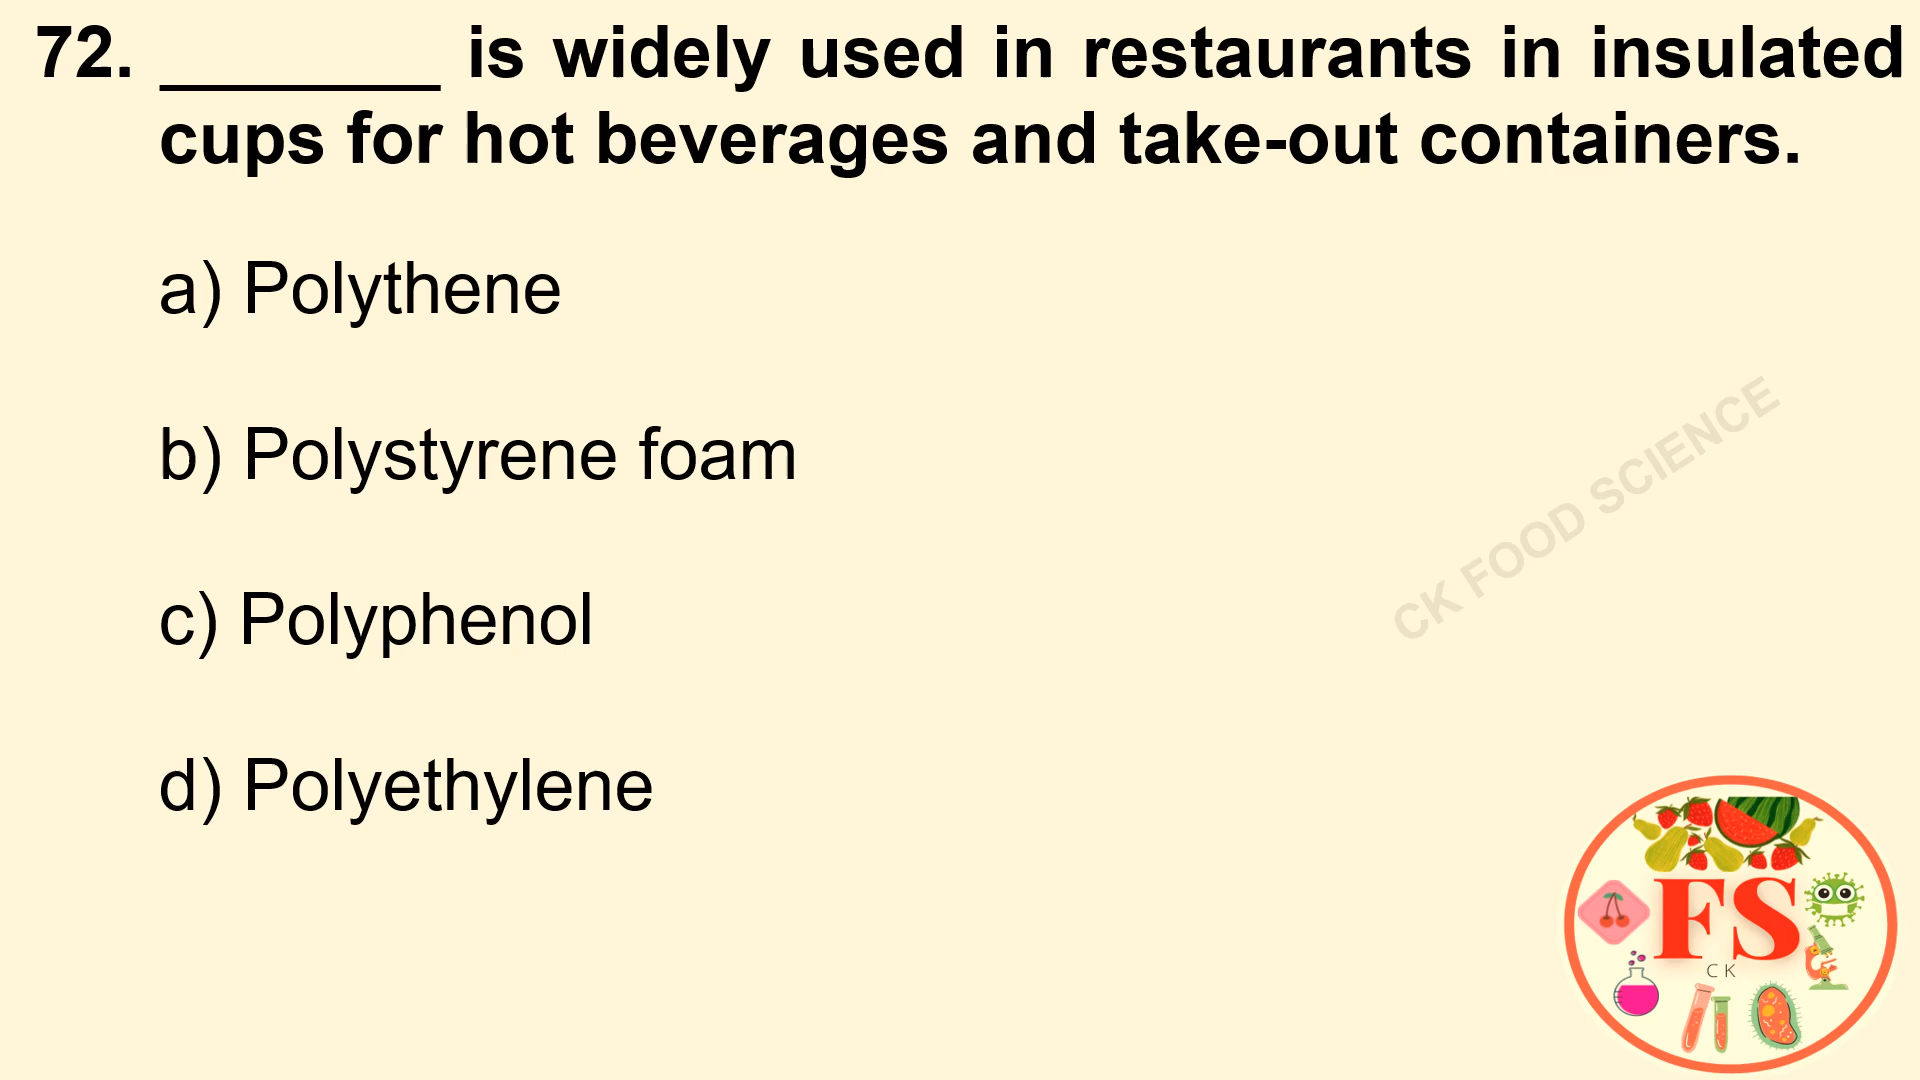 72. ________ is widely used in restaurants in insulated
cups for hot beverages and take-out containers.
a) Polythene
b) Polystyrene foam
c) Polyphenol
d) Polyethylene
CK FOOD SCIENCE
FS
CK